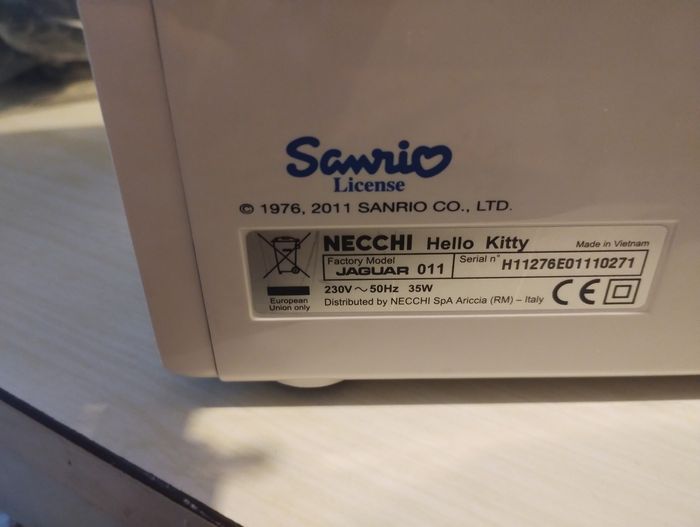 Sanrio
License
© 1976, 2011 SANRIO CO., LTD.
NECCHI Hello Kitty Made in Vietnam
Factory Model
JAGUAR 011
Serial n° H11276E01110271
230V ~ 50Hz 35W
Distributed by NECCHI SpA Ariccia (RM) – Italy
CE
European
Union only